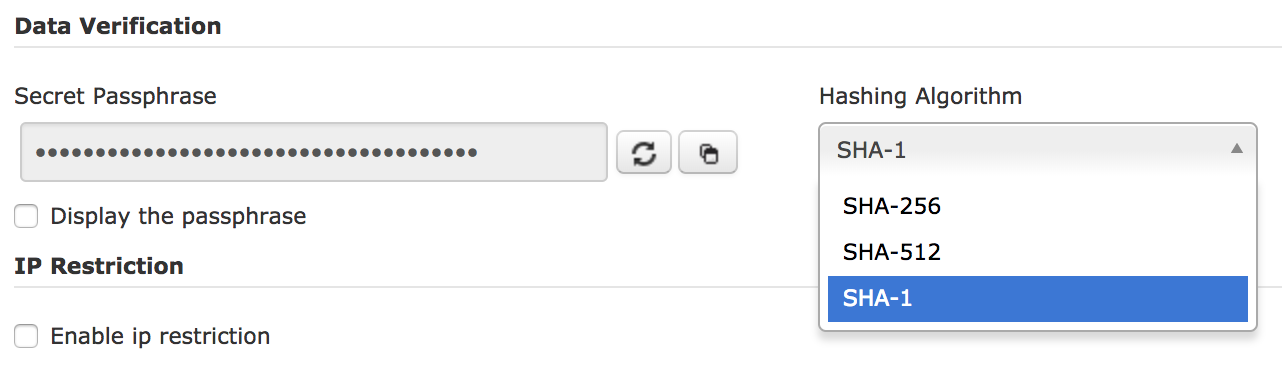 Data Verification
Secret Passphrase
••••••••••••••••••••••••••••••••••••••
Display the passphrase
Hashing Algorithm
SHA-1
SHA-256
SHA-512
SHA-1
IP Restriction
Enable ip restriction